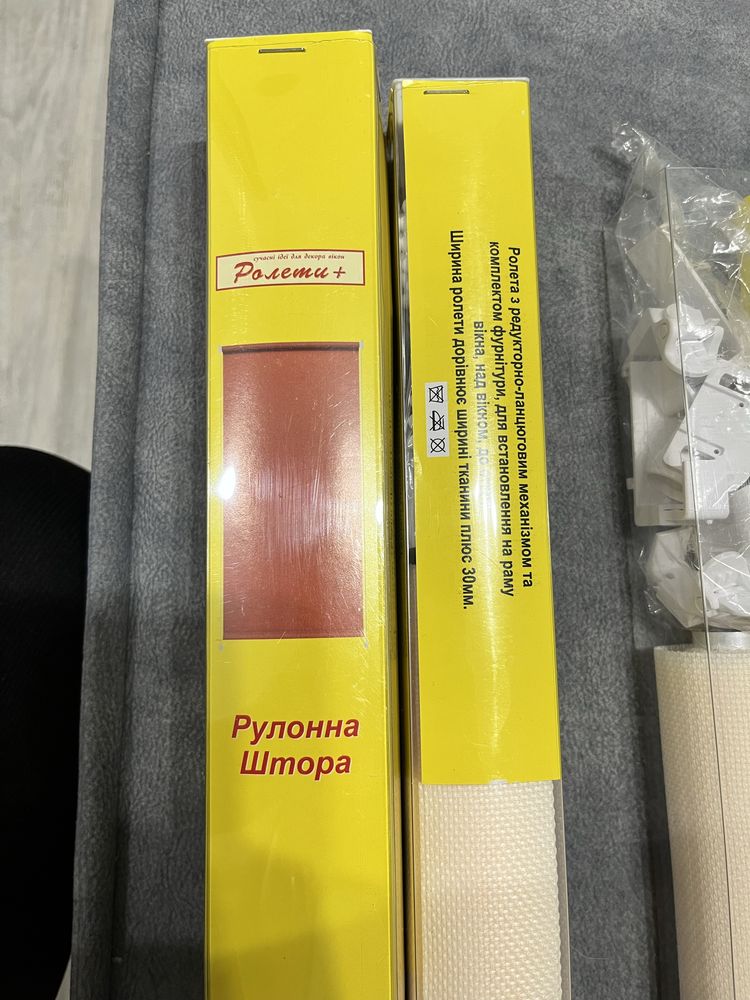 сучасні ідеї для декора вікон
Ролети+
Рулонна
Штора
Ролета з редукторно-ланцюговим механізмом та
комплектом фурнітури, для встановлення на раму
вікна, над вікном, до
Ширина ролети дорівнює ширині тканини плюс 30мм.